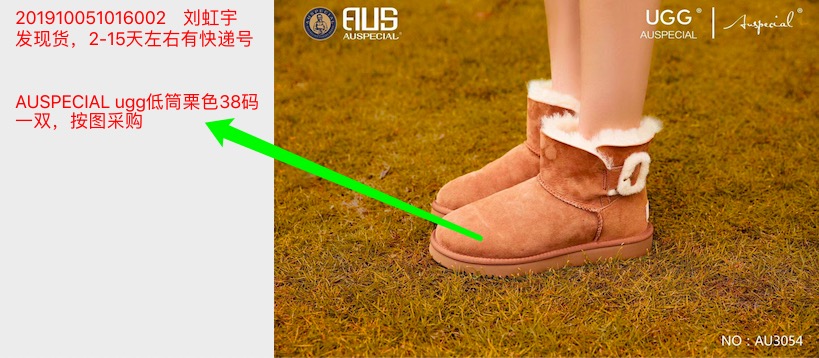 201910051016002 刘虹宇
发现货，2-15天左右有快递号
AUSPECIAL ugg低筒栗色38码
一双，按图采购
AUS
AUSPECIAL
UGG®
AUSPECIAL
Auspecial®
NO：AU3054